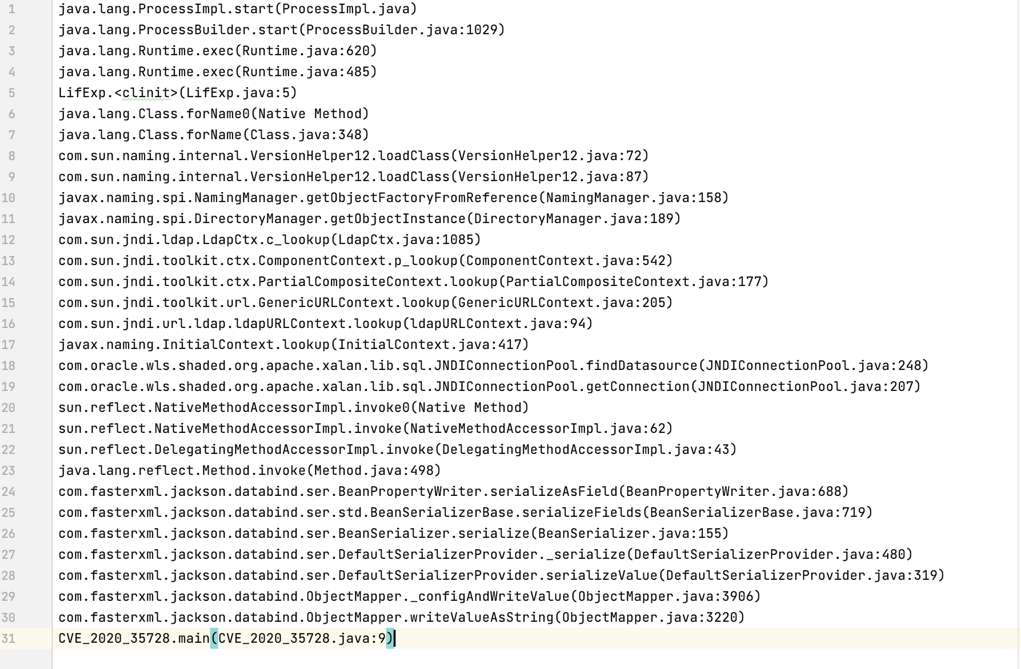 1 java.lang.ProcessImpl.start(ProcessImpl.java)
2 java.lang.ProcessBuilder.start(ProcessBuilder.java:1029)
3 java.lang.Runtime.exec(Runtime.java:620)
4 java.lang.Runtime.exec(Runtime.java:485)
5 LifExp.<clinit>(LifExp.java:5)
6 java.lang.Class.forName0(Native Method)
7 java.lang.Class.forName(Class.java:348)
8 com.sun.naming.internal.VersionHelper12.loadClass(VersionHelper12.java:72)
9 com.sun.naming.internal.VersionHelper12.loadClass(VersionHelper12.java:87)
10 javax.naming.spi.NamingManager.getObjectFactoryFromReference(NamingManager.java:158)
11 javax.naming.spi.DirectoryManager.getObjectInstance(DirectoryManager.java:189)
12 com.sun.jndi.ldap.LdapCtx.c_lookup(LdapCtx.java:1085)
13 com.sun.jndi.toolkit.ctx.ComponentContext.p_lookup(ComponentContext.java:542)
14 com.sun.jndi.toolkit.ctx.PartialCompositeContext.lookup(PartialCompositeContext.java:177)
15 com.sun.jndi.toolkit.url.GenericURLContext.lookup(GenericURLContext.java:205)
16 com.sun.jndi.url.ldap.ldapURLContext.lookup(ldapURLContext.java:94)
17 javax.naming.InitialContext.lookup(InitialContext.java:417)
18 com.oracle.wls.shaded.org.apache.xalan.lib.sql.JNDIConnectionPool.findDatasource(JNDIConnectionPool.java:248)
19 com.oracle.wls.shaded.org.apache.xalan.lib.sql.JNDIConnectionPool.getConnection(JNDIConnectionPool.java:207)
20 sun.reflect.NativeMethodAccessorImpl.invoke0(Native Method)
21 sun.reflect.NativeMethodAccessorImpl.invoke(NativeMethodAccessorImpl.java:62)
22 sun.reflect.DelegatingMethodAccessorImpl.invoke(DelegatingMethodAccessorImpl.java:43)
23 java.lang.reflect.Method.invoke(Method.java:498)
24 com.fasterxml.jackson.databind.ser.BeanPropertyWriter.serializeAsField(BeanPropertyWriter.java:688)
25 com.fasterxml.jackson.databind.ser.std.BeanSerializerBase.serializeFields(BeanSerializerBase.java:719)
26 com.fasterxml.jackson.databind.ser.BeanSerializer.serialize(BeanSerializer.java:155)
27 com.fasterxml.jackson.databind.ser.DefaultSerializerProvider._serialize(DefaultSerializerProvider.java:480)
28 com.fasterxml.jackson.databind.ser.DefaultSerializerProvider.serializeValue(DefaultSerializerProvider.java:319)
29 com.fasterxml.jackson.databind.ObjectMapper._configAndWriteValue(ObjectMapper.java:3906)
30 com.fasterxml.jackson.databind.ObjectMapper.writeValueAsString(ObjectMapper.java:3220)
31 CVE_2020_35728.main(CVE_2020_35728.java:9)